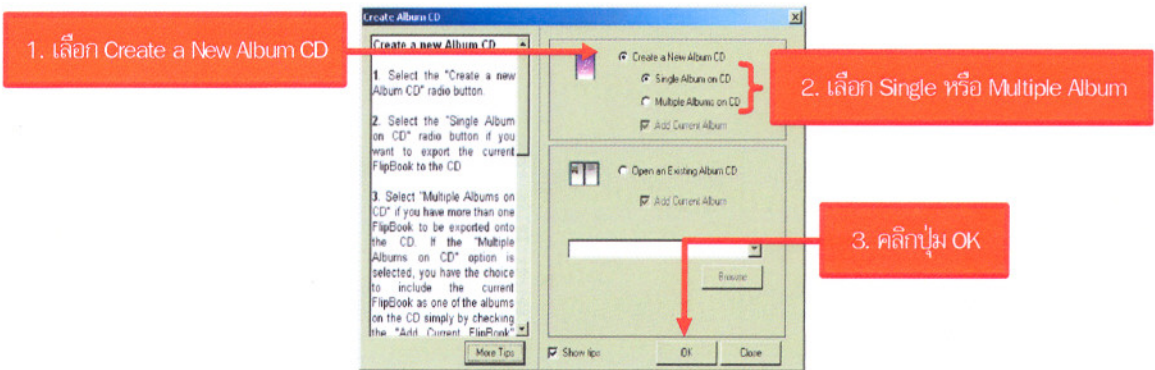 Create Album CD
1. เลือก Create a New Album CD
Create a new Album CD
1. Select the "Create a new
Album CD" radio button.
2. Select the "Single Album
on CD" radio button if you
want to export the current
FlipBook to the CD
3. Select "Multiple Albums on
CD" if you have more than one
FlipBook to be exported onto
the CD. If the "Multiple
Albums on CD" option is
selected, you have the choice
to include the current
FlipBook as one of the albums
on the CD simply by checking
the "Add Current FlipBook"
More Tips
Create a New Album CD
Single Album on CD
Multiple Albums on CD
Add Current Album
2. เลือก Single หรือ Multiple Album
Open an Existing Album CD
Add Current Album
Browse
3. คลิกปุ่ม OK
Show tips
OK
Close